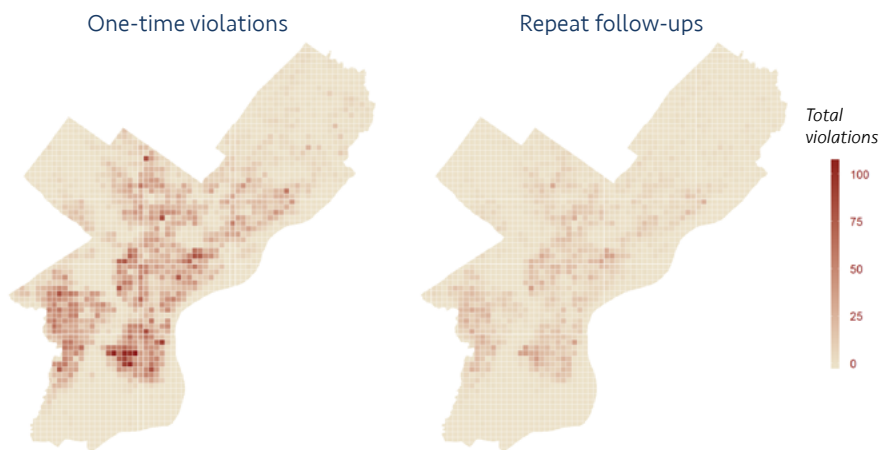 One-time violations
Repeat follow-ups
Total
violations
100
75
50
25
0